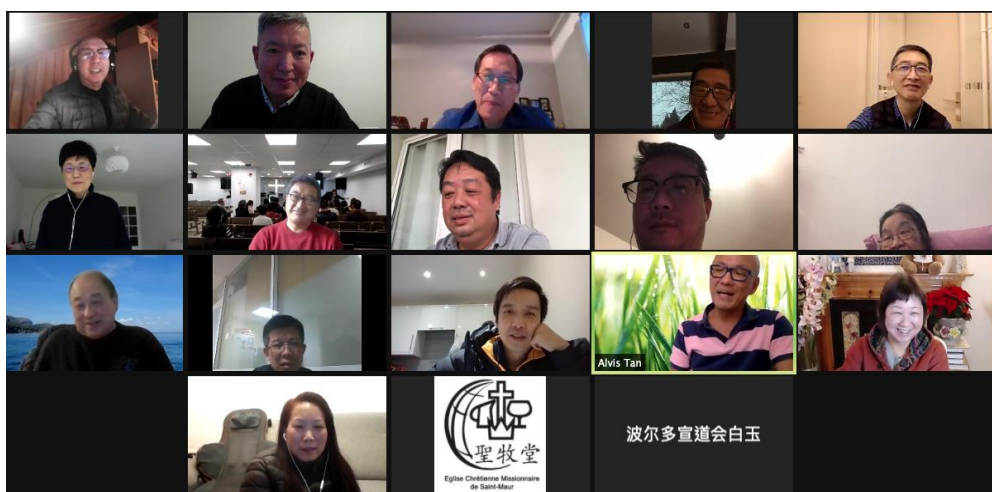 Alvis Tan
聖牧堂
Eglise Chrétienne Missionnaire
de Saint-Maur
波尔多宣道会白玉